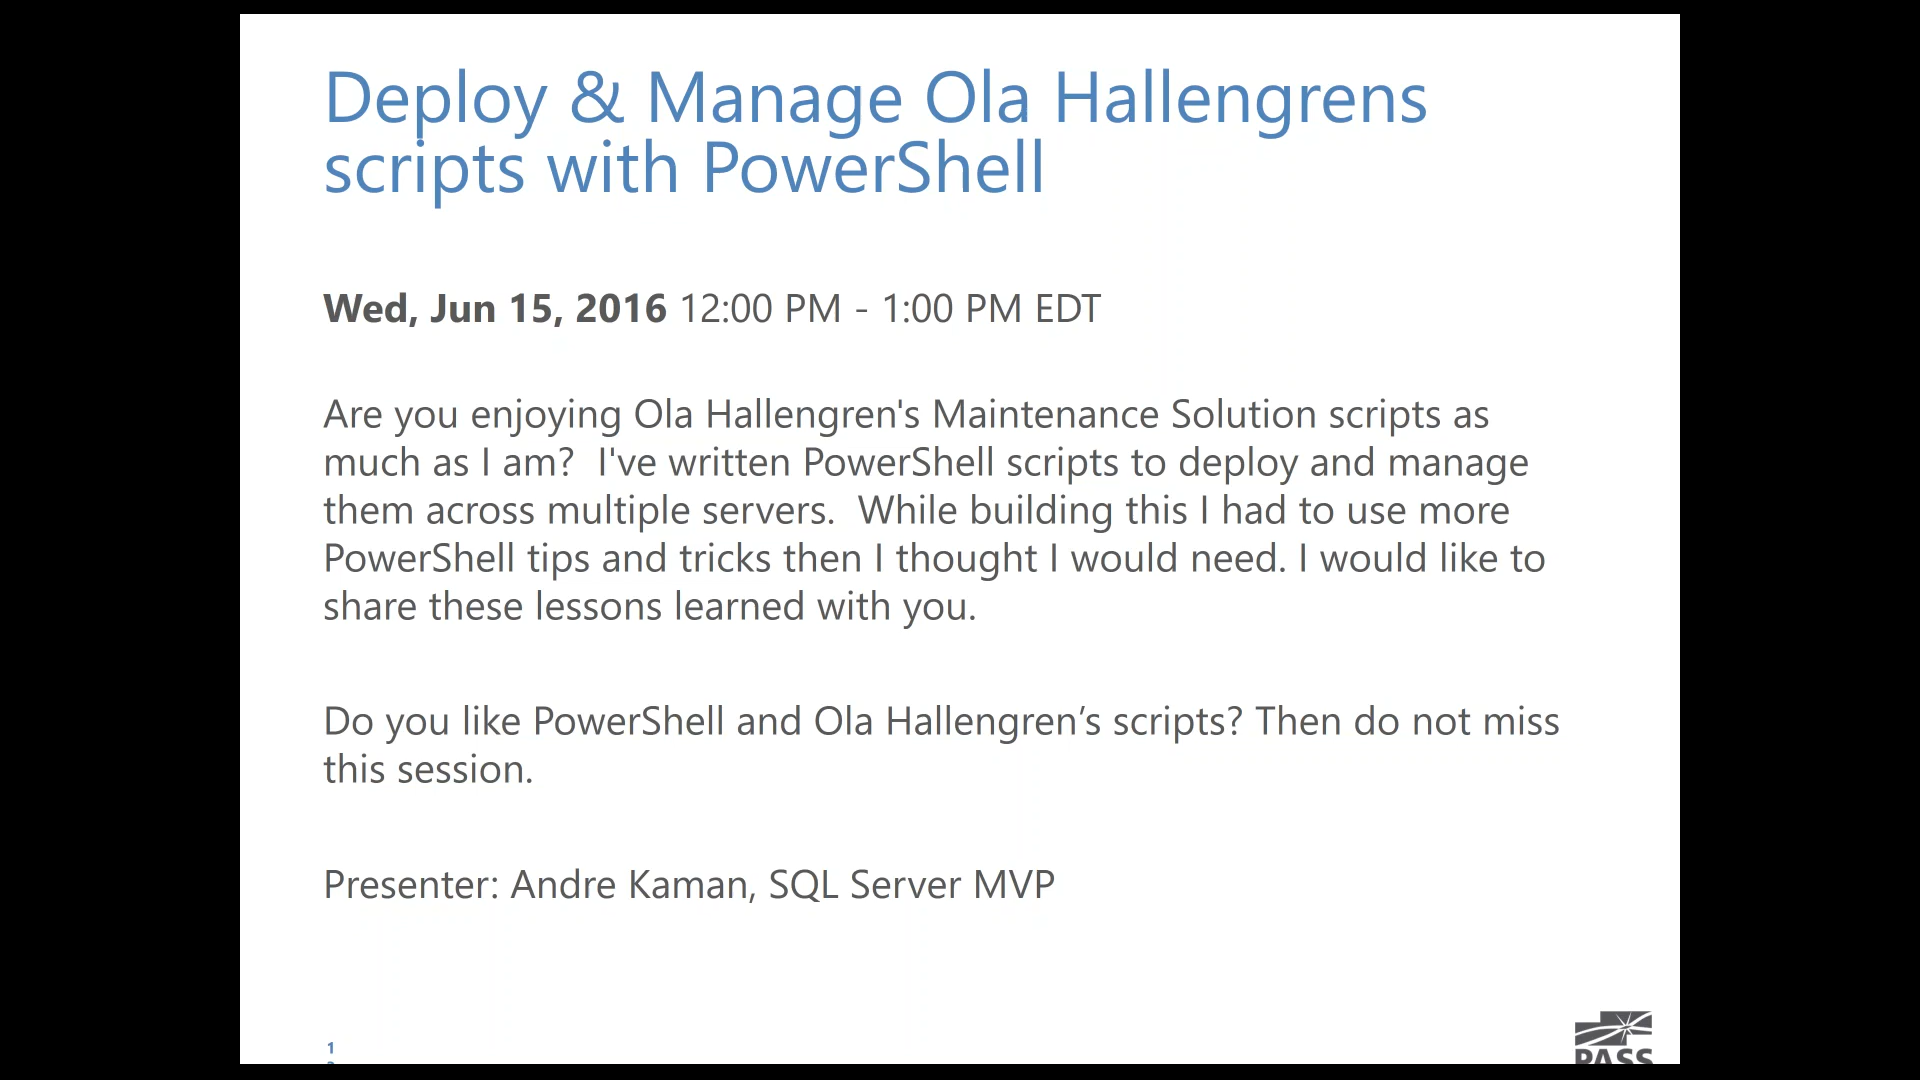 Deploy & Manage Ola Hallengrens
scripts with PowerShell
Wed, Jun 15, 2016 12:00 PM - 1:00 PM EDT
Are you enjoying Ola Hallengren's Maintenance Solution scripts as
much as I am?  I've written PowerShell scripts to deploy and manage
them across multiple servers.  While building this I had to use more
PowerShell tips and tricks then I thought I would need. I would like to
share these lessons learned with you.
Do you like PowerShell and Ola Hallengren’s scripts? Then do not miss
this session.
Presenter: Andre Kaman, SQL Server MVP
1
PASS